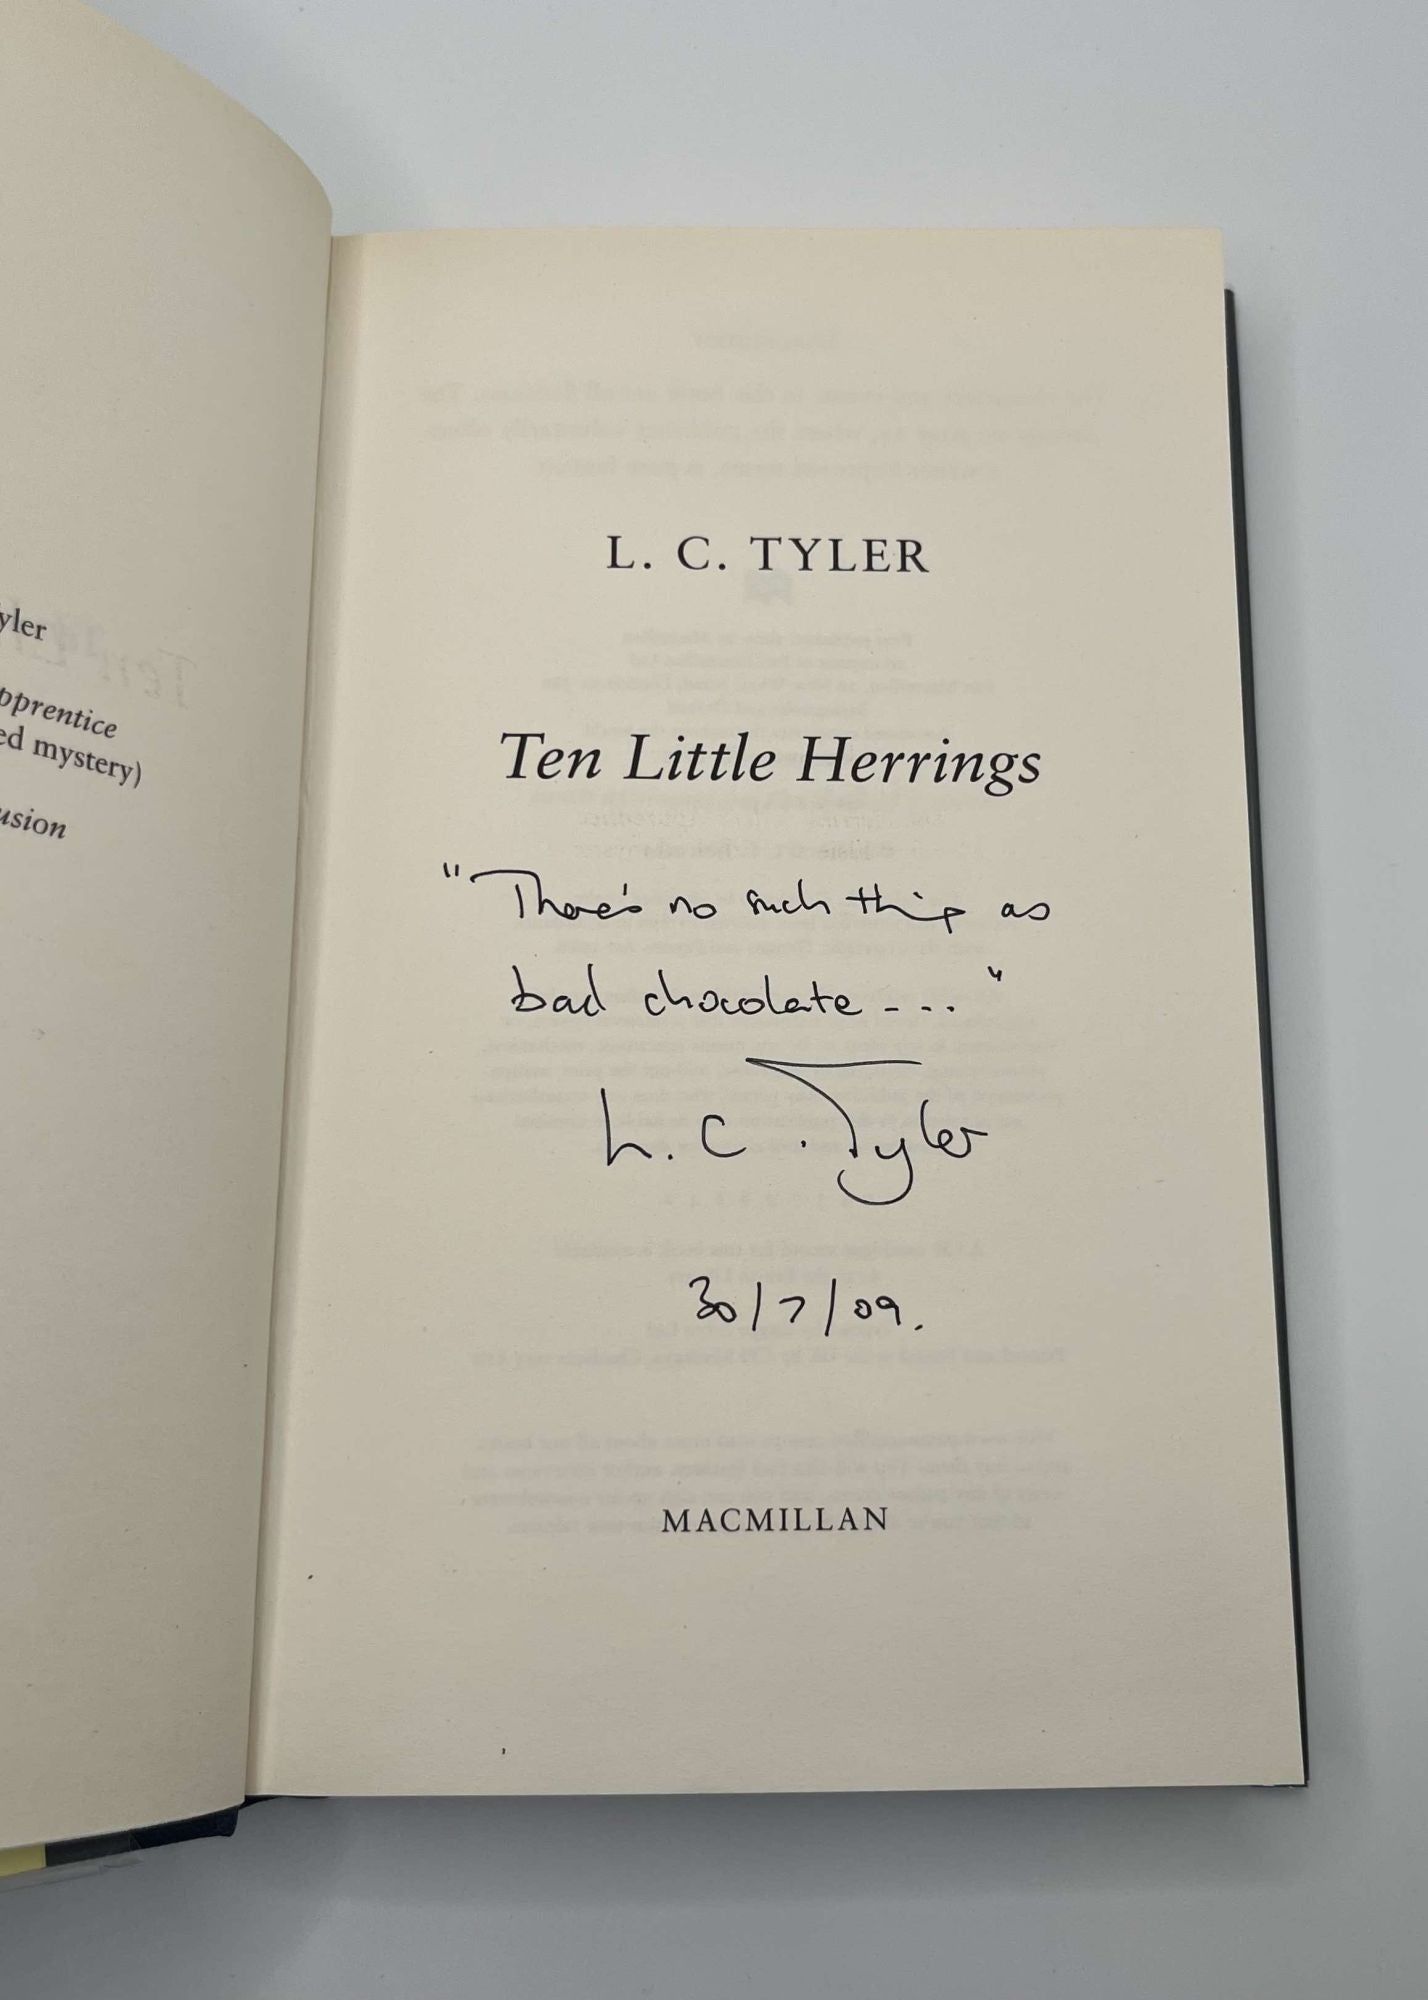 yler
pprentice
ed mystery)
usion
L. C. TYLER
Ten Little Herrings
"There's no such thing as
bad chocolate - - - "
L. C. Tyler
30/7/09.
MACMILLAN